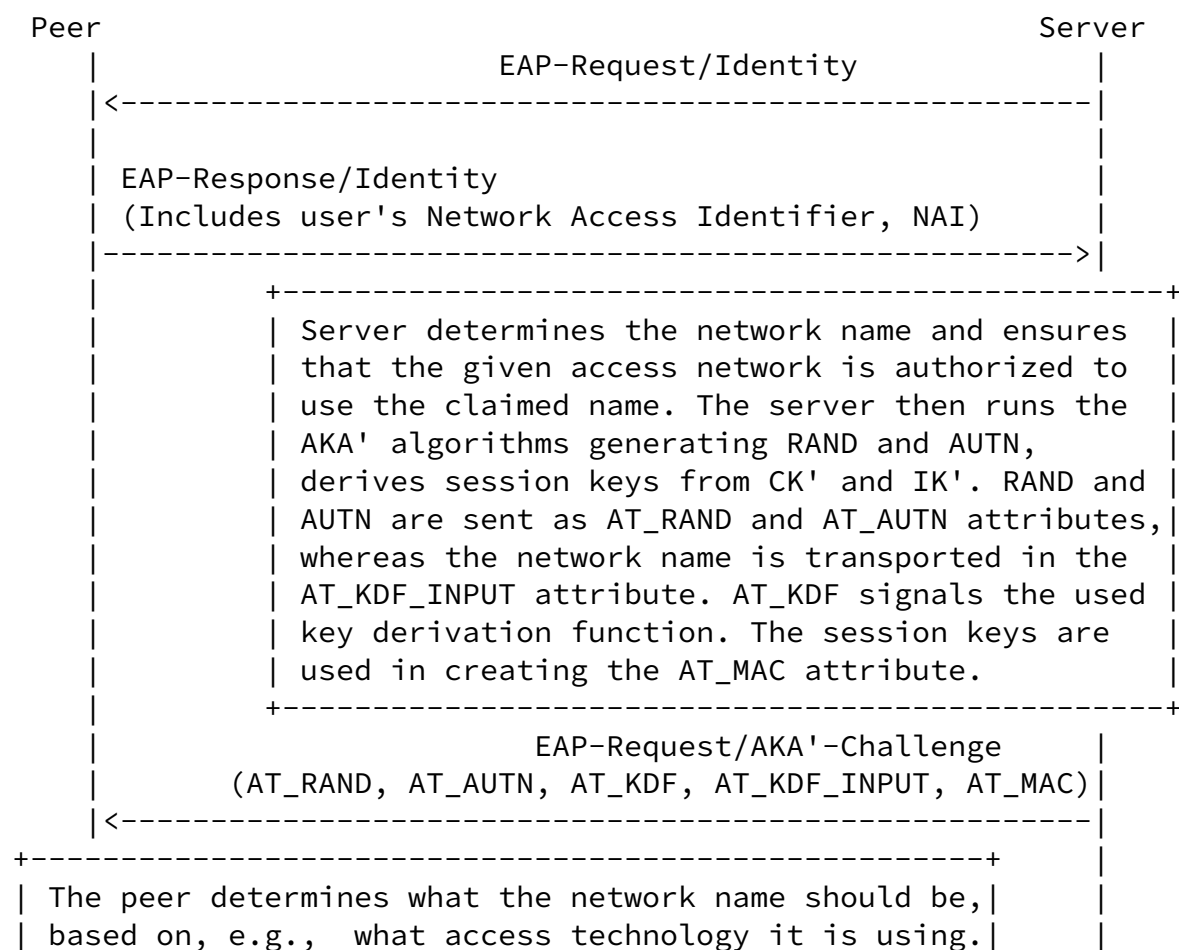 Peer Server
EAP-Request/Identity
EAP-Response/Identity
(Includes user's Network Access Identifier, NAI)
Server determines the network name and ensures
that the given access network is authorized to
use the claimed name. The server then runs the
AKA' algorithms generating RAND and AUTN,
derives session keys from CK' and IK'. RAND and
AUTN are sent as AT_RAND and AT_AUTN attributes,
whereas the network name is transported in the
AT_KDF_INPUT attribute. AT_KDF signals the used
key derivation function. The session keys are
used in creating the AT_MAC attribute.
EAP-Request/AKA'-Challenge
(AT_RAND, AT_AUTN, AT_KDF, AT_KDF_INPUT, AT_MAC)
The peer determines what the network name should be,
based on, e.g., what access technology it is using.